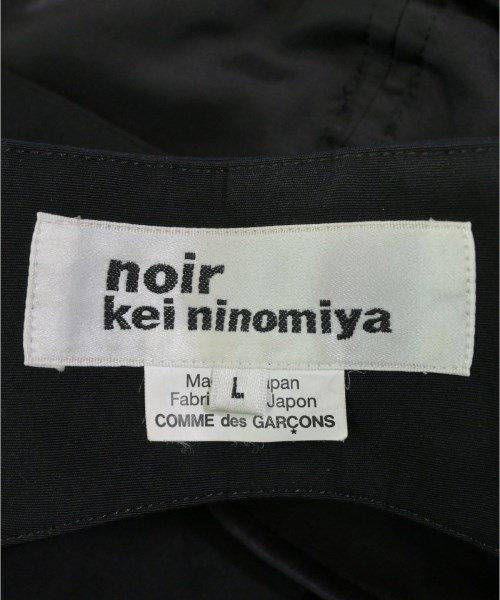 noir
kei ninomiya
L
Ma apan
Fabri Japon
COMME des GARÇONS